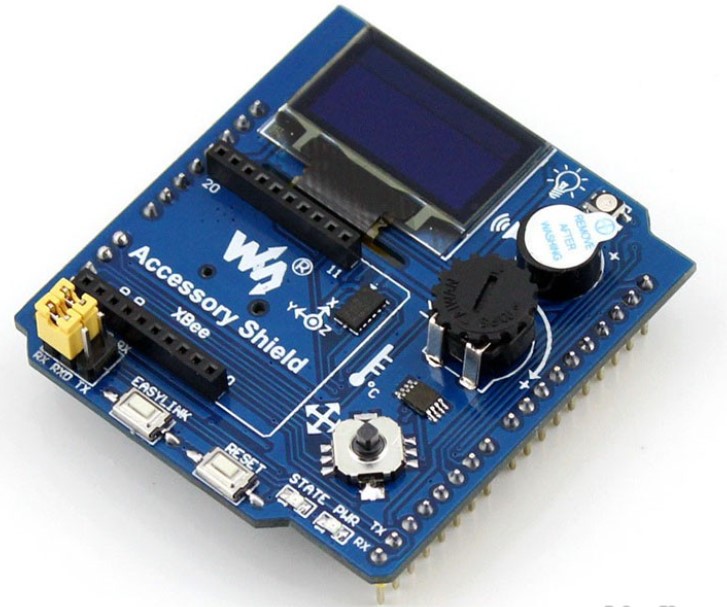 20
11
REMOVE
AFTER
WASHING
W ®
Accessory Shield
XBee
X
Y
Z
°C
RX RXD TX
EASYLINK
RESET
STATE PWR TX
RX
+
+